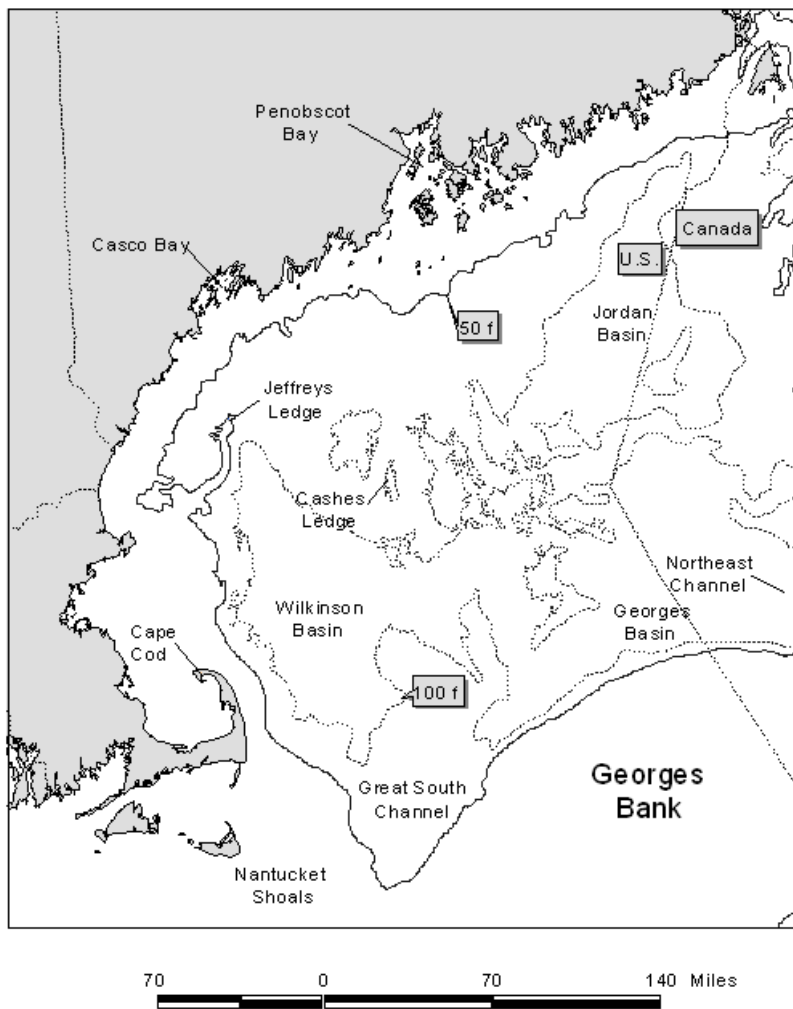 Penobscot
Bay
Canada
Casco Bay
U.S.
50 f
Jordan
Basin
Jeffreys
Ledge
Cashes
Ledge
Northeast
Channel
Wilkinson
Basin
Georges
Basin
Cape
Cod
100 f
Georges
Bank
Great South
Channel
Nantucket
Shoals
70 0 70 140 Miles